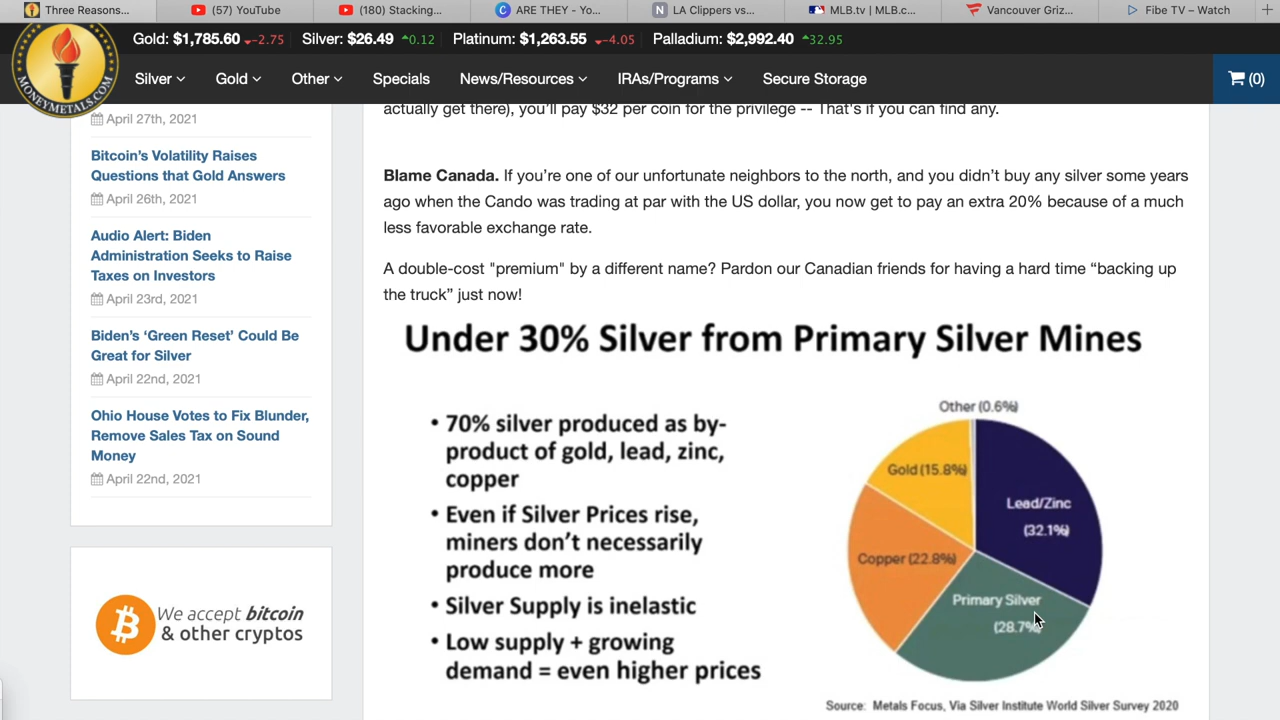 Three Reasons...
(57) YouTube
(180) Stacking...
ARE THEY - Yo...
LA Clippers vs...
MLB.tv | MLB.c...
Vancouver Griz...
Fibe TV – Watch
Gold: $1,785.60 -2.75 Silver: $26.49 0.12 Platinum: $1,263.55 -4.05 Palladium: $2,992.40 32.95
MONEYMETALS.COM
Silver Gold Other Specials News/Resources IRAs/Programs Secure Storage (0)
April 27th, 2021
Bitcoin’s Volatility Raises
Questions that Gold Answers
April 26th, 2021
Audio Alert: Biden
Administration Seeks to Raise
Taxes on Investors
April 23rd, 2021
Biden’s ‘Green Reset’ Could Be
Great for Silver
April 22nd, 2021
Ohio House Votes to Fix Blunder,
Remove Sales Tax on Sound
Money
April 22nd, 2021
We accept bitcoin
& other cryptos
actually get there), you’ll pay $32 per coin for the privilege -- That's if you can find any.
Blame Canada. If you’re one of our unfortunate neighbors to the north, and you didn’t buy any silver some years
ago when the Cando was trading at par with the US dollar, you now get to pay an extra 20% because of a much
less favorable exchange rate.
A double-cost "premium" by a different name? Pardon our Canadian friends for having a hard time “backing up
the truck” just now!
Under 30% Silver from Primary Silver Mines
• 70% silver produced as by-
product of gold, lead, zinc,
copper
• Even if Silver Prices rise,
miners don’t necessarily
produce more
• Silver Supply is inelastic
• Low supply + growing
demand = even higher prices
Other (0.6%)
Gold (15.8%)
Lead/Zinc
(32.1%)
Copper (22.8%)
Primary Silver
(28.7%)
Source: Metals Focus, Via Silver Institute World Silver Survey 2020